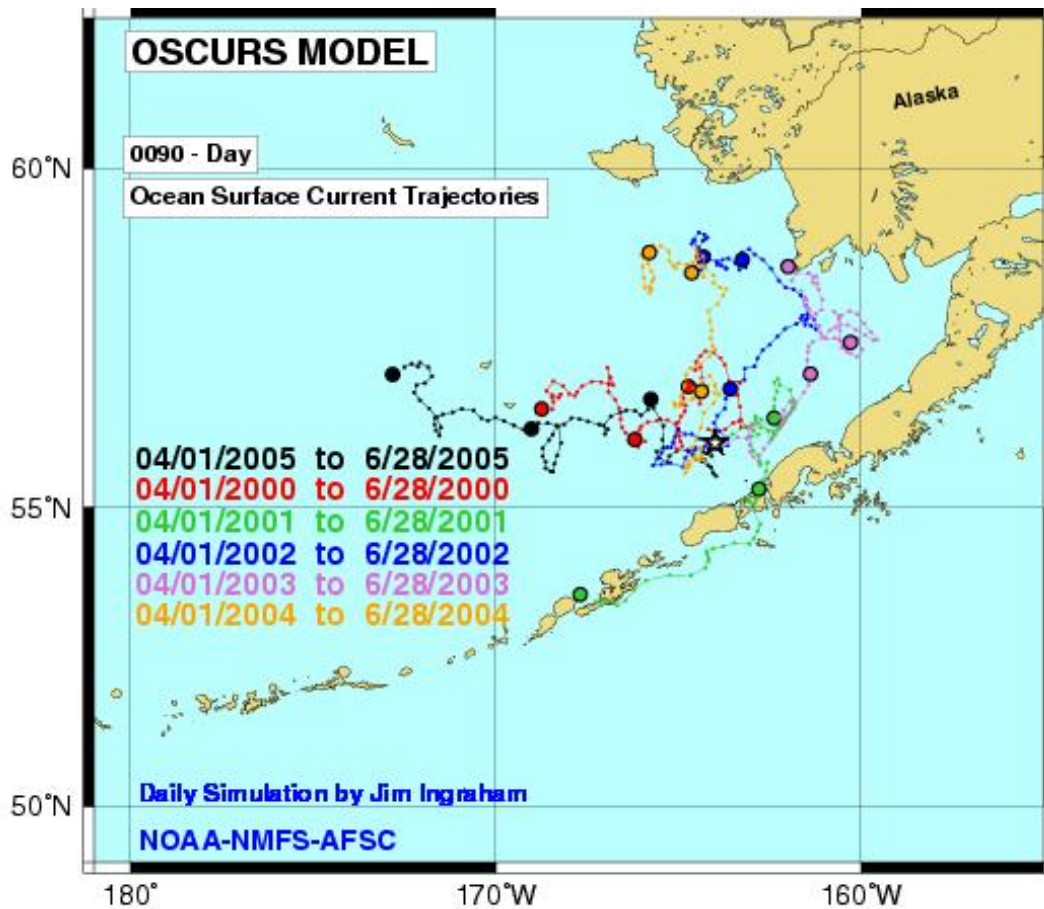 OSCURS MODEL
Alaska
0090 - Day
60°N
Ocean Surface Current Trajectories
04/01/2005 to 6/28/2005
04/01/2000 to 6/28/2000
55°N
04/01/2001 to 6/28/2001
04/01/2002 to 6/28/2002
04/01/2003 to 6/28/2003
04/01/2004 to 6/28/2004
Daily Simulation by Jim Ingraham
50°N
NOAA-NMFS-AFSC
180°
170°W
160°W